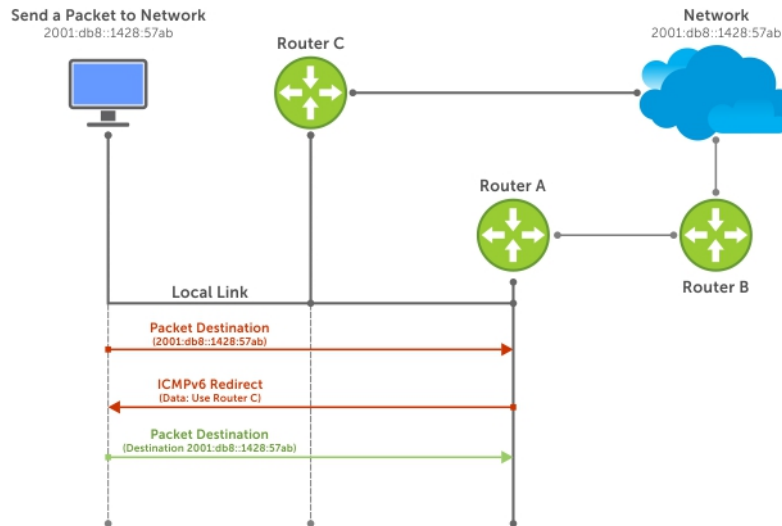 Send a Packet to Network
2001:db8::1428:57ab
Router C
Network
2001:db8::1428:57ab
Router A
Router B
Local Link
Packet Destination
(2001:db8::1428:57ab)
ICMPv6 Redirect
(Data: Use Router C)
Packet Destination
(Destination 2001:db8::1428:57ab)